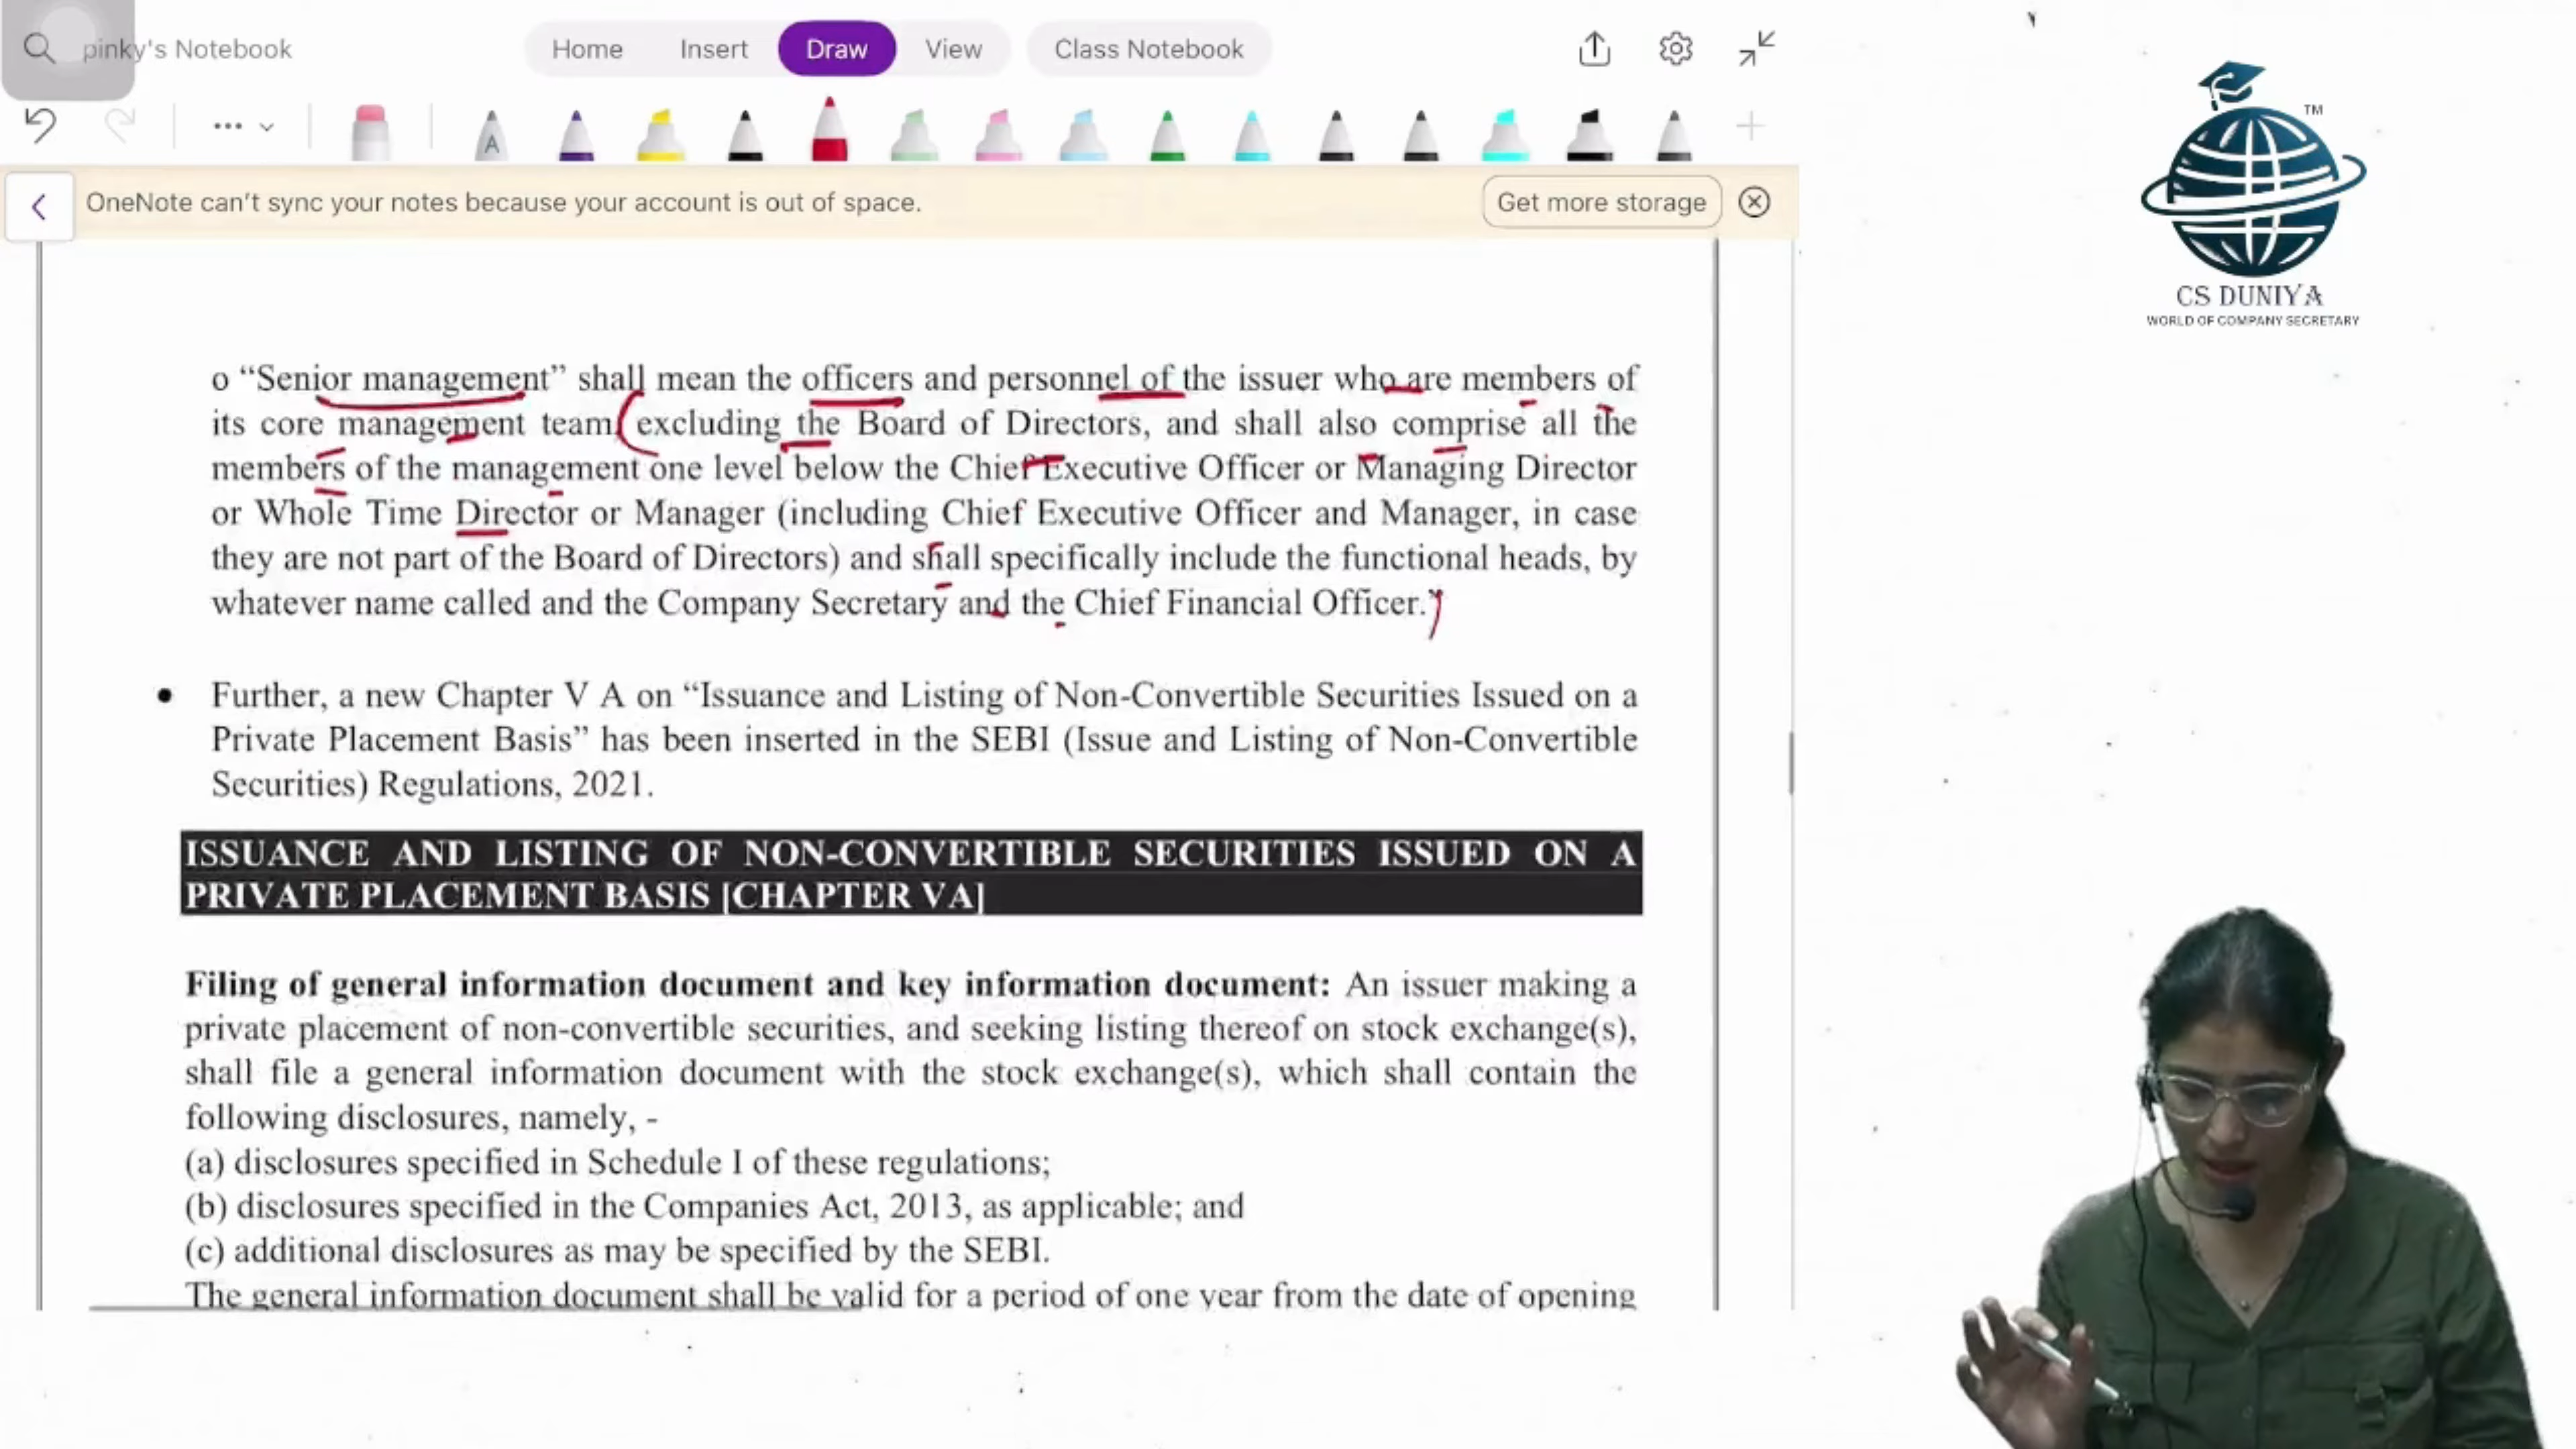 pinky's Notebook
Home Insert Draw View Class Notebook
A
OneNote can't sync your notes because your account is out of space.
Get more storage
TM
CS DUNIYA
WORLD OF COMPANY SECRETARY
o “Senior management” shall mean the officers and personnel of the issuer who are members of
its core management team, excluding the Board of Directors, and shall also comprise all the
members of the management one level below the Chief Executive Officer or Managing Director
or Whole Time Director or Manager (including Chief Executive Officer and Manager, in case
they are not part of the Board of Directors) and shall specifically include the functional heads, by
whatever name called and the Company Secretary and the Chief Financial Officer.”
• Further, a new Chapter V A on “Issuance and Listing of Non-Convertible Securities Issued on a
Private Placement Basis” has been inserted in the SEBI (Issue and Listing of Non-Convertible
Securities) Regulations, 2021.
ISSUANCE AND LISTING OF NON-CONVERTIBLE SECURITIES ISSUED ON A
PRIVATE PLACEMENT BASIS [CHAPTER VA]
Filing of general information document and key information document: An issuer making a
private placement of non-convertible securities, and seeking listing thereof on stock exchange(s),
shall file a general information document with the stock exchange(s), which shall contain the
following disclosures, namely, -
(a) disclosures specified in Schedule I of these regulations;
(b) disclosures specified in the Companies Act, 2013, as applicable; and
(c) additional disclosures as may be specified by the SEBI.
The general information document shall be valid for a period of one year from the date of opening